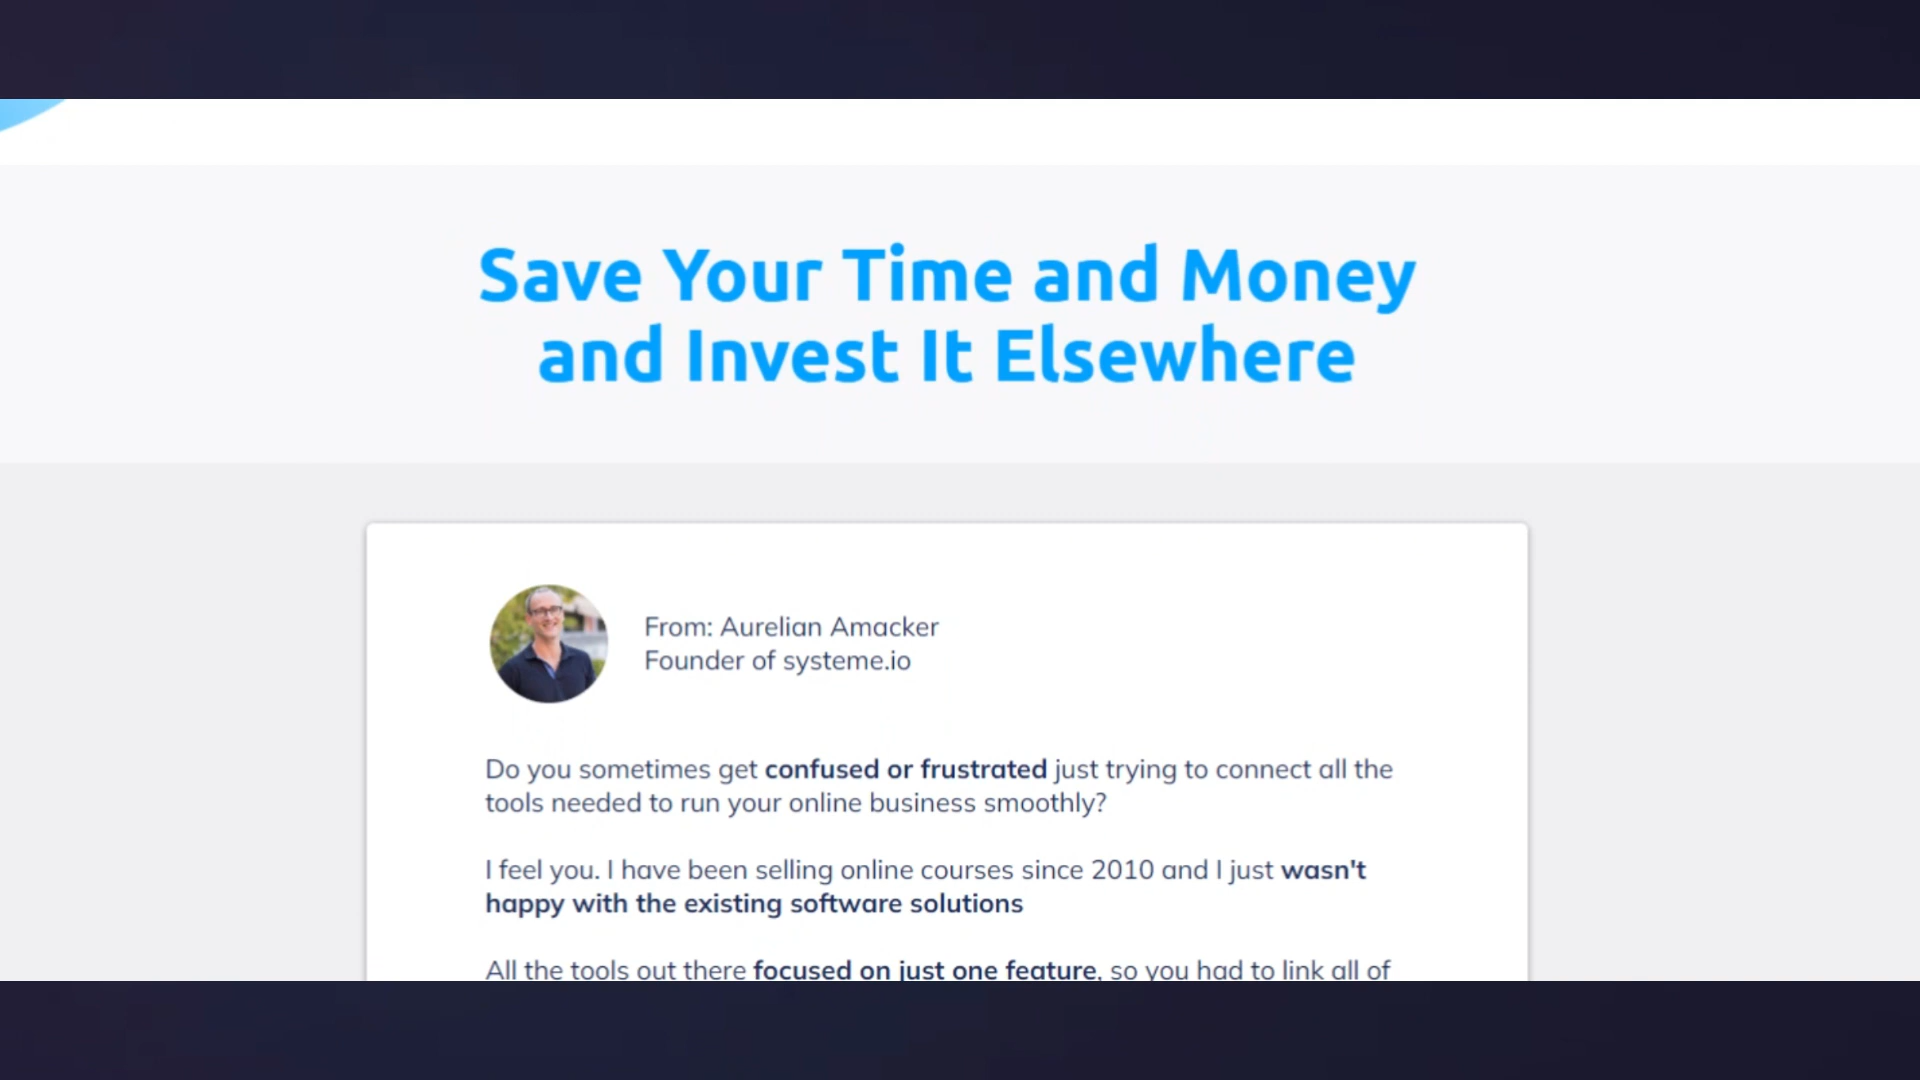 Save Your Time and Money
and Invest It Elsewhere
From: Aurelian Amacker
Founder of systeme.io
Do you sometimes get confused or frustrated just trying to connect all the
tools needed to run your online business smoothly?
I feel you. I have been selling online courses since 2010 and I just wasn't
happy with the existing software solutions
All the tools out there focused on just one feature, so you had to link all of